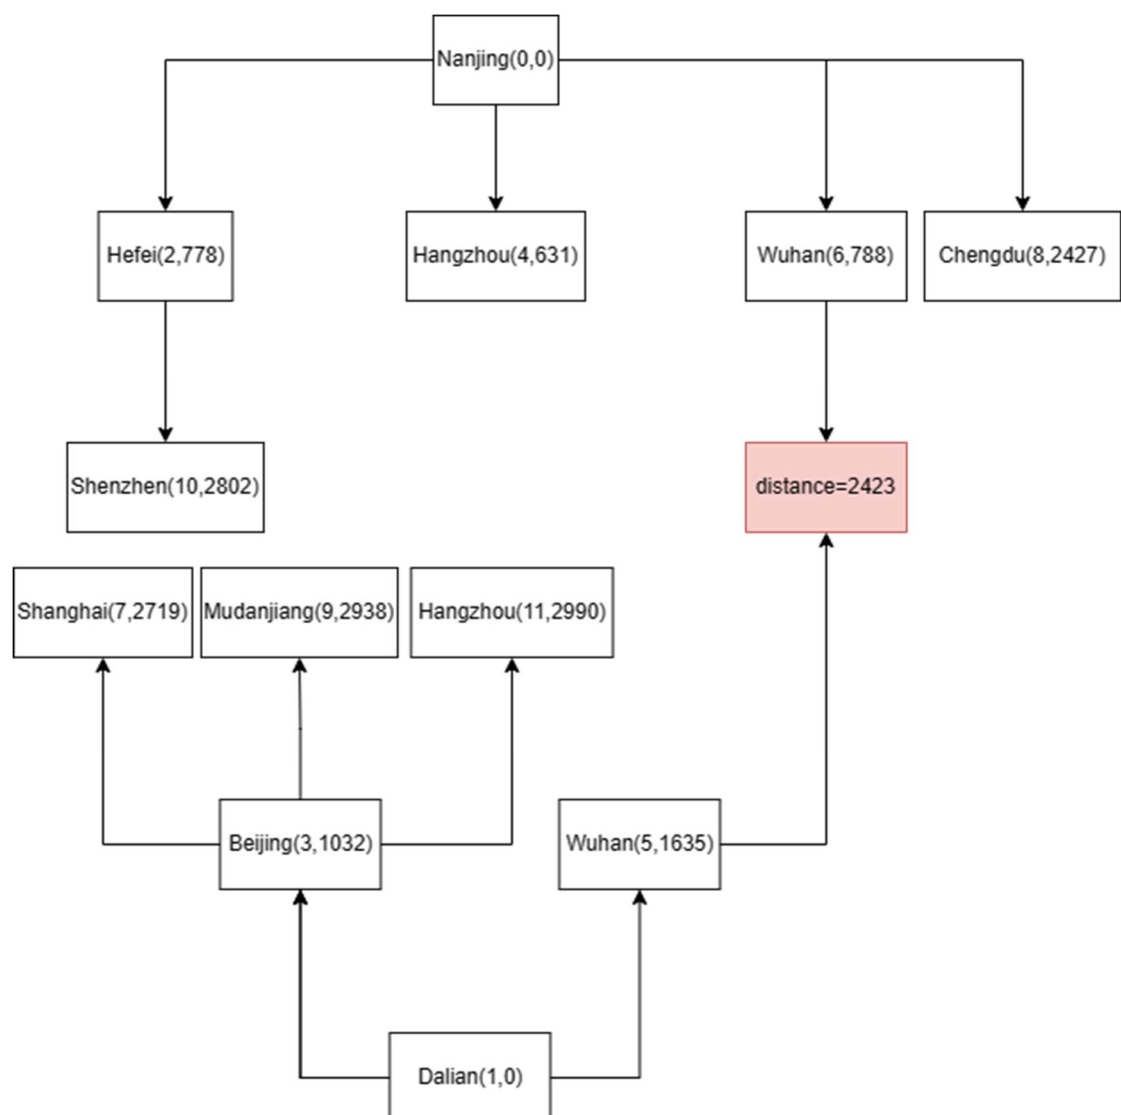 Nanjing(0,0)
Hefei(2,778)
Hangzhou(4,631)
Wuhan(6,788)
Chengdu(8,2427)
Shenzhen(10,2802)
distance=2423
Shanghai(7,2719)
Mudanjiang(9,2938)
Hangzhou(11,2990)
Beijing(3,1032)
Wuhan(5,1635)
Dalian(1,0)